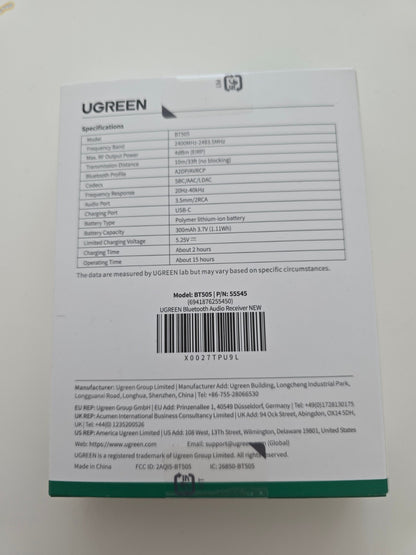 UGREEN
Specifications
Model BT505
Frequency Band 2400MHz-2483.5MHz
Max. RF Output Power 4dBm (EIRP)
Transmission Distance 10m/33ft (no blocking)
Bluetooth Profile A2DP/AVRCP
Codecs SBC/AAC/LDAC
Frequency Response 20Hz-40kHz
Audio Port 3.5mm/2RCA
Charging Port USB-C
Battery Type Polymer lithium-ion battery
Battery Capacity 300mAh 3.7V (1.11Wh)
Limited Charging Voltage 5.25V ⎓
Charging Time About 2 hours
Operating Time About 15 hours
The data are measured by UGREEN lab but may vary based on specific circumstances.
Model: BT505 | P/N: 55545
(6941876255450)
UGREEN Bluetooth Audio Receiver NEW
X0027TPU9L
Manufacturer: Ugreen Group Limited | Manufacturer Add: Ugreen Building, Longcheng Industrial Park,
Longguanxi Road, Longhua, Shenzhen, China | Tel: +86-755-28066530
EU REP: Ugreen Group GmbH | EU Add: Prinzenallee 1, 40549 Düsseldorf, Germany | Tel: +49(0)1728130175
UK REP: Acumen International Business Consultancy Limited | UK Add: 94 Ock Street, Abingdon, OX14 5DH,
UK | Tel: +44(0) 1235200526
US REP: America Ugreen Limited | US Add: 108 West, 13th Street, Wilmington, Delaware 19801, United States
Web: https://www.ugreen.com Email: support@ugreen.com (Global)
UGREEN is a registered trademark of Ugreen Group Limited. All rights
Made in China FCC ID: 2AQI5-BT505 IC: 26850-BT505